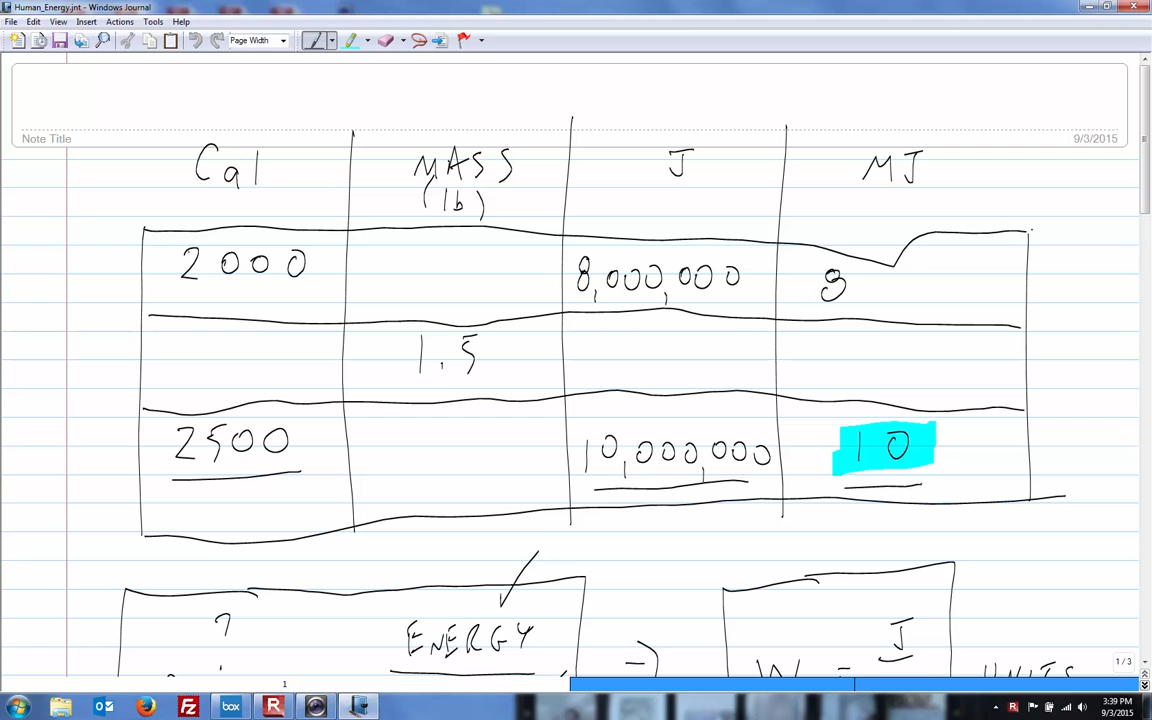 Human_Energy.jnt - Windows Journal
File Edit View Insert Actions Tools Help
Page Width
Note Title
9/3/2015
Cal MASS J MJ
(lb)
2000 8,000,000 8
1.5
2500 10,000,000 10
?
ENERGY J
W = UNITS
1/3
1
3:39 PM
9/3/2015